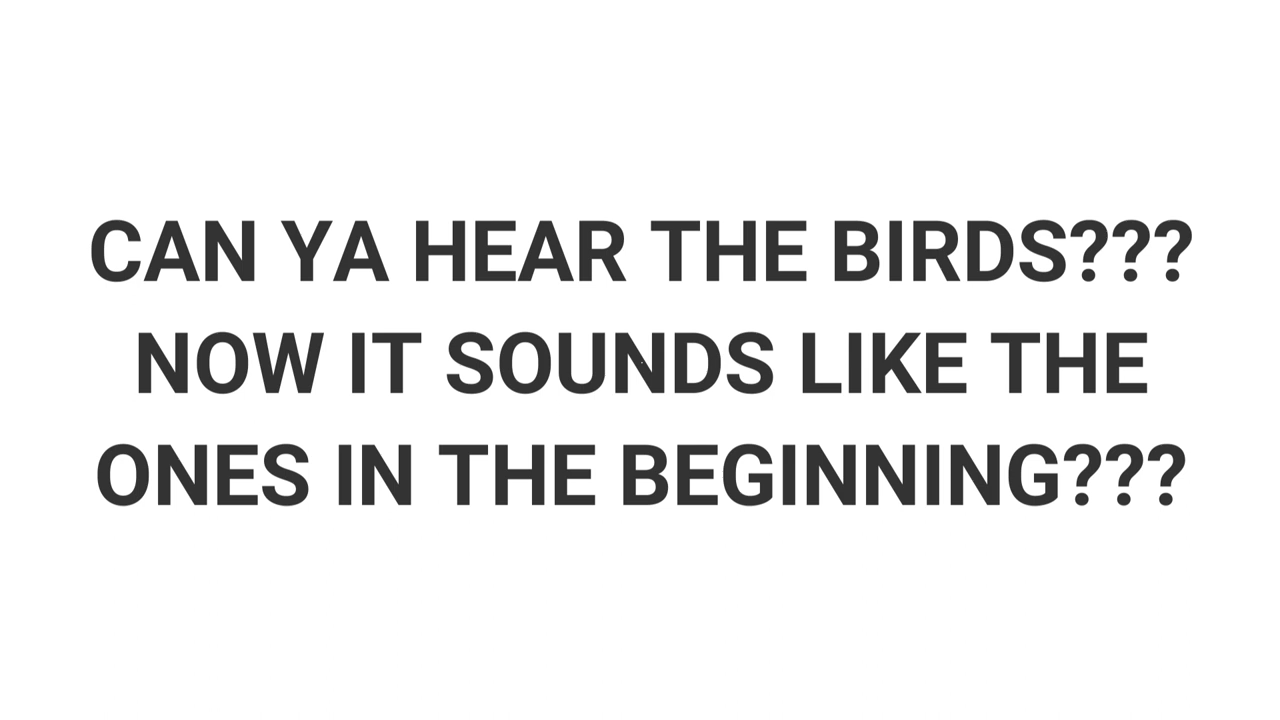 CAN YA HEAR THE BIRDS???
NOW IT SOUNDS LIKE THE
ONES IN THE BEGINNING???